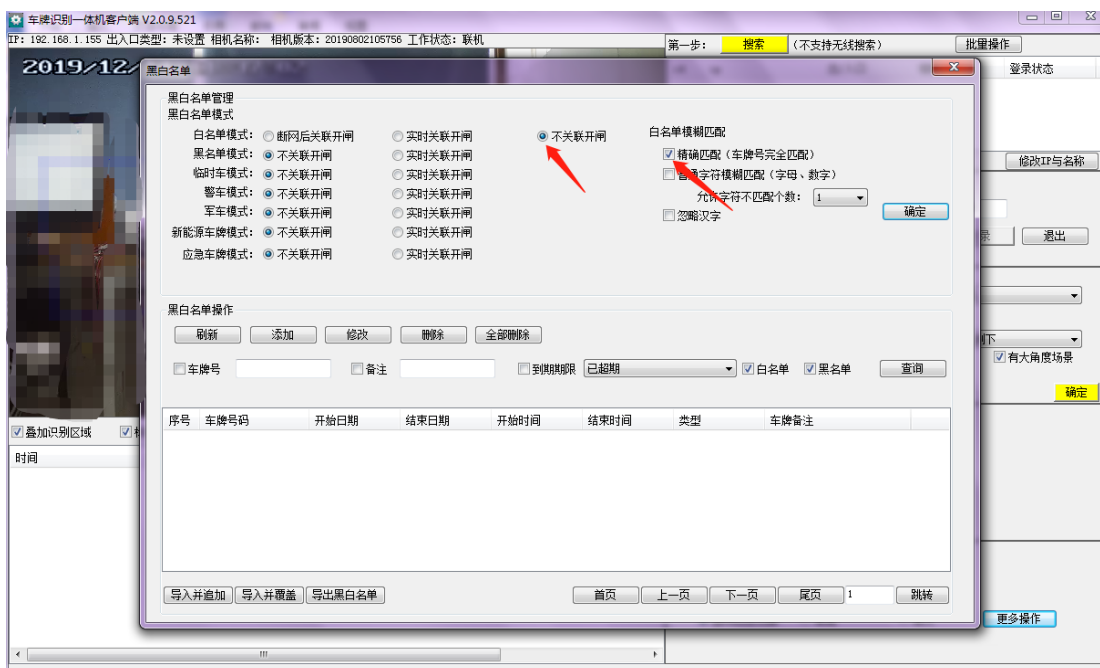 车牌识别一体机客户端 V2.0.9.521
IP: 192.168.1.155 出入口类型: 未设置 相机名称: 相机版本: 20190802105756 工作状态: 联机
第一步: 搜索 (不支持无线搜索) 批量操作
2019/12/
登录状态
黑白名单
黑白名单管理
黑白名单模式
白名单模式: 断网后关联开闸 实时关联开闸 不关联开闸
黑名单模式: 不关联开闸 实时关联开闸
临时车模式: 不关联开闸 实时关联开闸
警车模式: 不关联开闸 实时关联开闸
军车模式: 不关联开闸 实时关联开闸
新能源车牌模式: 不关联开闸 实时关联开闸
应急车牌模式: 不关联开闸 实时关联开闸
白名单模糊匹配
精确匹配(车牌号完全匹配)
普通字符模糊匹配(字母、数字)
允许字符不匹配个数: 1
忽略汉字
确定
修改IP与名称
录 退出
黑白名单操作
刷新 添加 修改 删除 全部删除
车牌号 备注 到期期限 已超期 白名单 黑名单 查询
有大角度场景
确定
序号 车牌号码 开始日期 结束日期 开始时间 结束时间 类型 车牌备注
叠加识别区域
时间
导入并追加 导入并覆盖 导出黑白名单 首页 上一页 下一页 尾页 1 跳转
更多操作